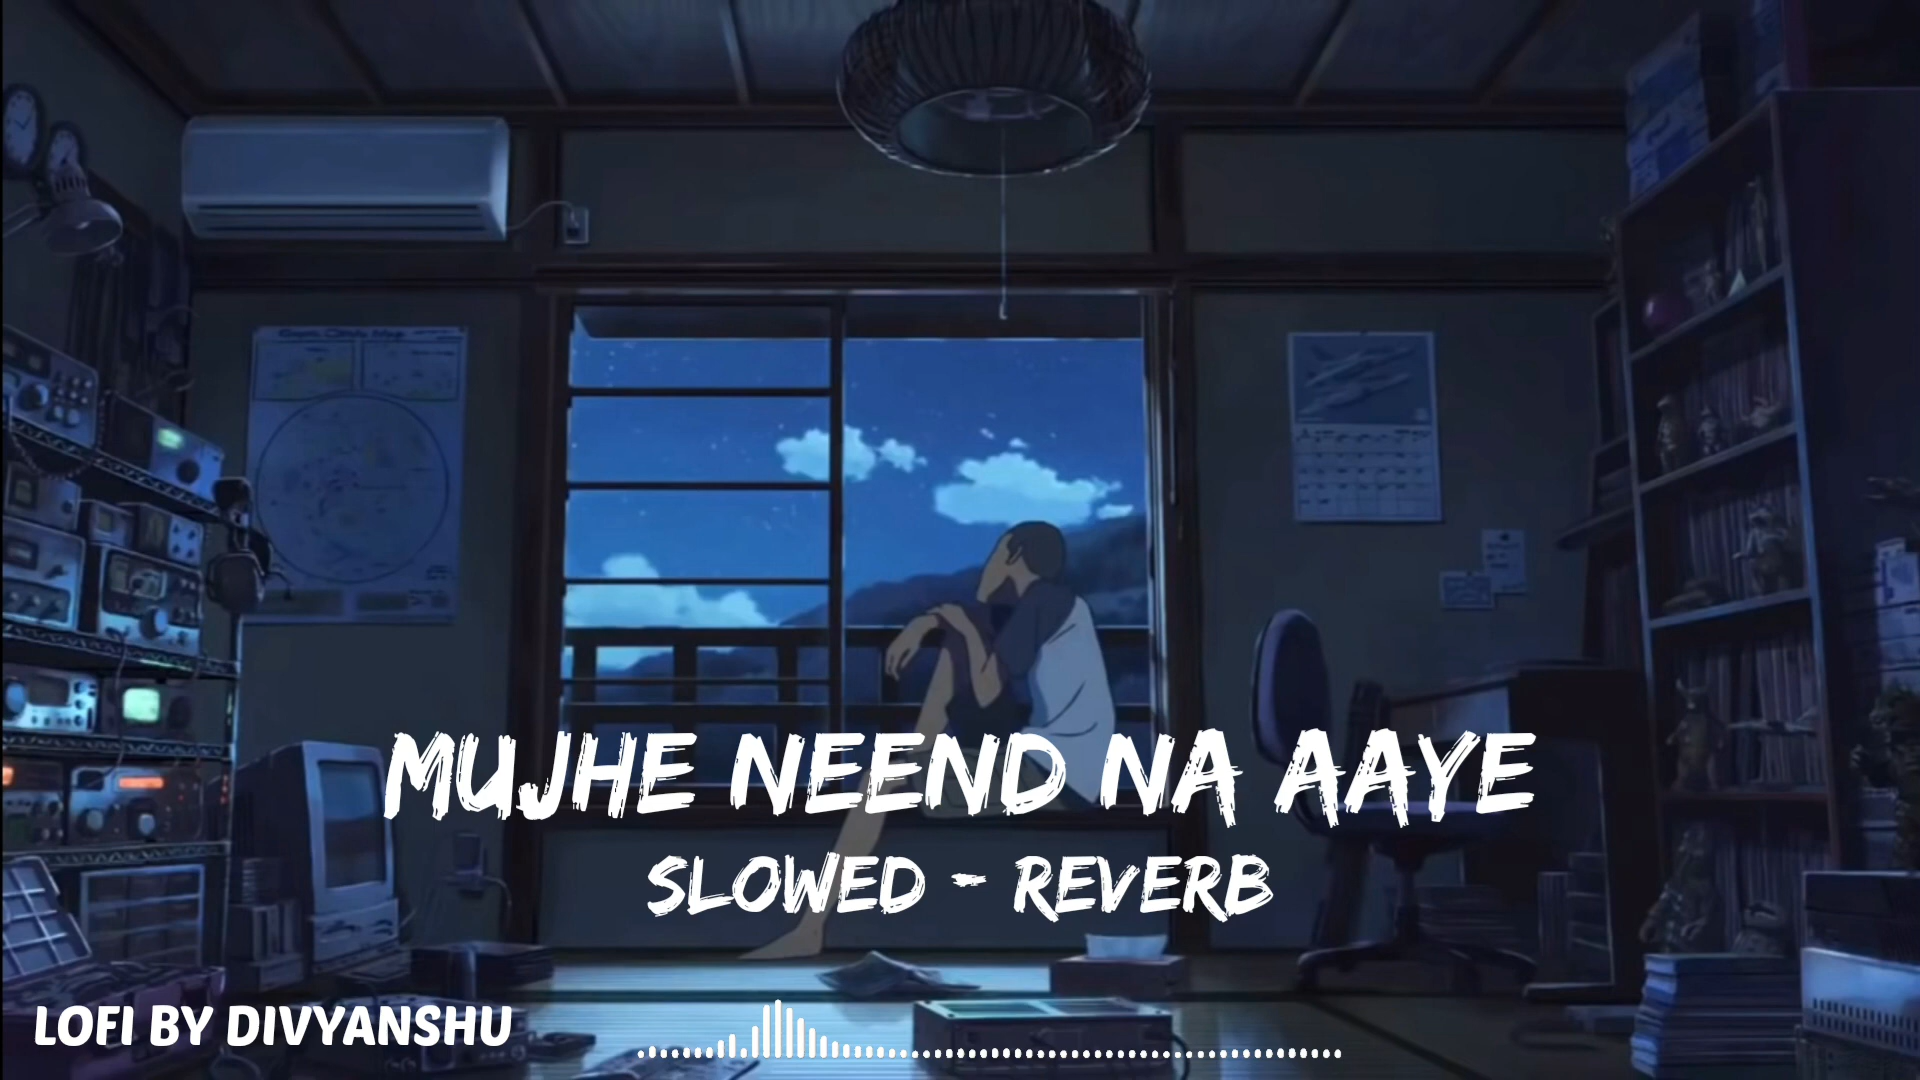 MUJHE NEEND NA AAYE
SLOWED - REVERB
LOFI BY DIVYANSHU